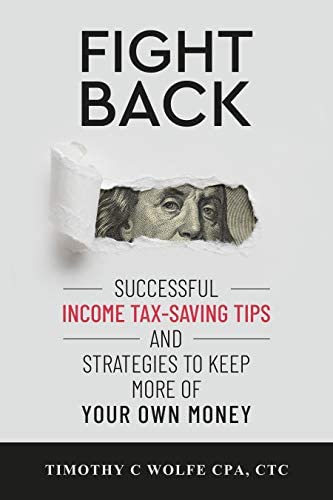 FIGHT
BACK
SUCCESSFUL
INCOME TAX-SAVING TIPS
AND
STRATEGIES TO KEEP
MORE OF
YOUR OWN MONEY
TIMOTHY C WOLFE CPA, CTC